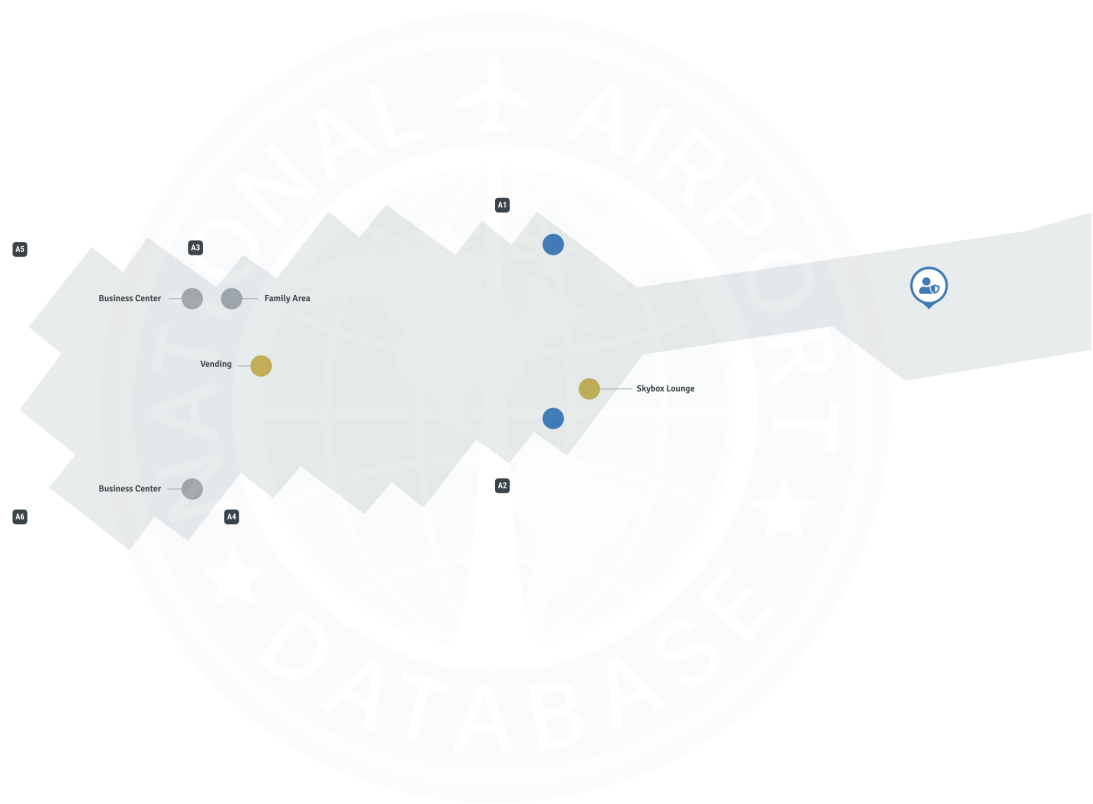 NATIONAL AIRPORT
DATABASE
A1
A5
A3
Business Center
Family Area
Vending
Skybox Lounge
A2
Business Center
A6
A4